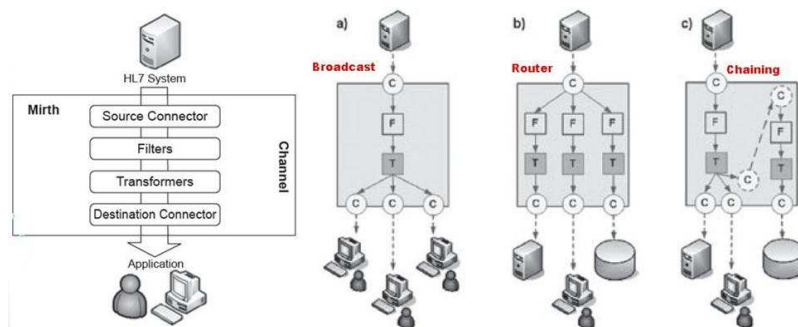 HL7 System
Mirth
Channel
Source Connector
Filters
Transformers
Destination Connector
Application
a)
Broadcast
C
F
T
C C C
b)
Router
C
F F F
T T T
C C C
c)
Chaining
C
C
F
F
T
T
C
C C C